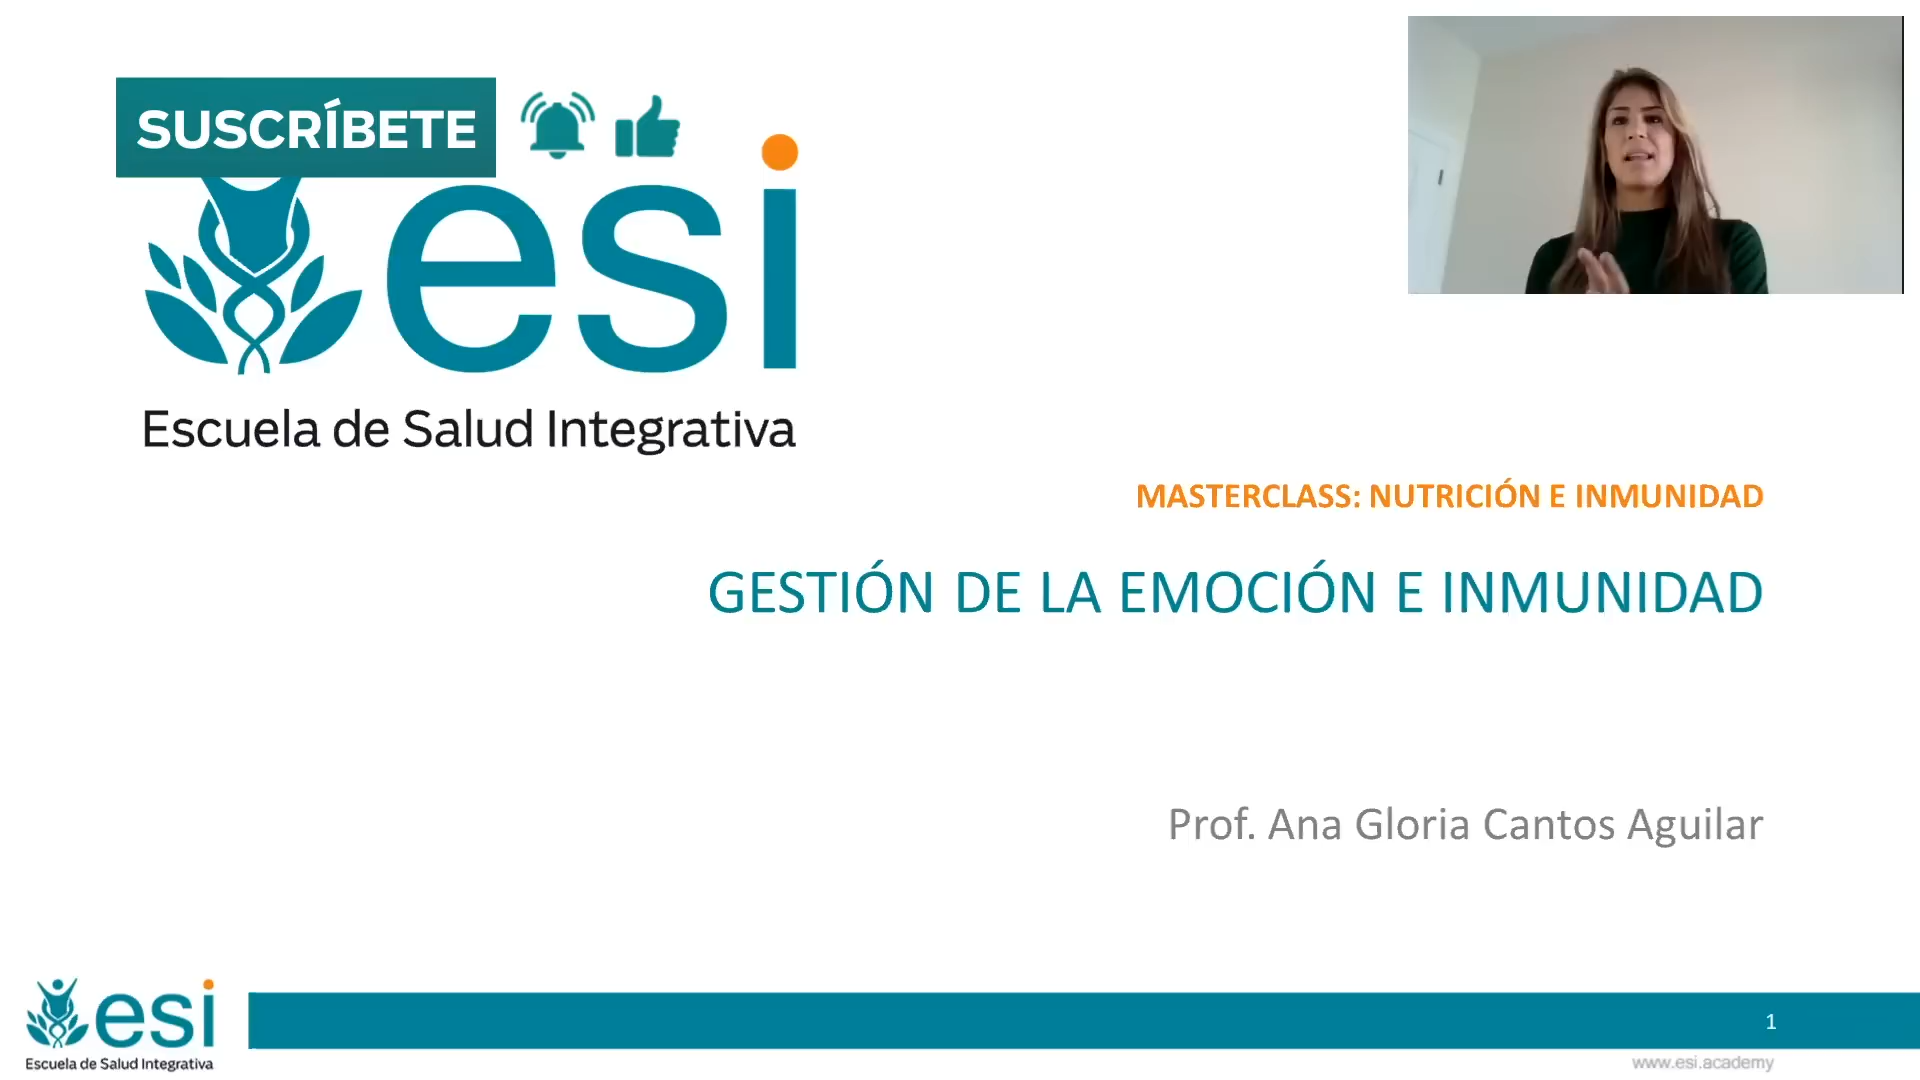 SUSCRÍBETE
esi
Escuela de Salud Integrativa
MASTERCLASS: NUTRICIÓN E INMUNIDAD
GESTIÓN DE LA EMOCIÓN E INMUNIDAD
Prof. Ana Gloria Cantos Aguilar
esi
Escuela de Salud Integrativa
1
www.esi.academy